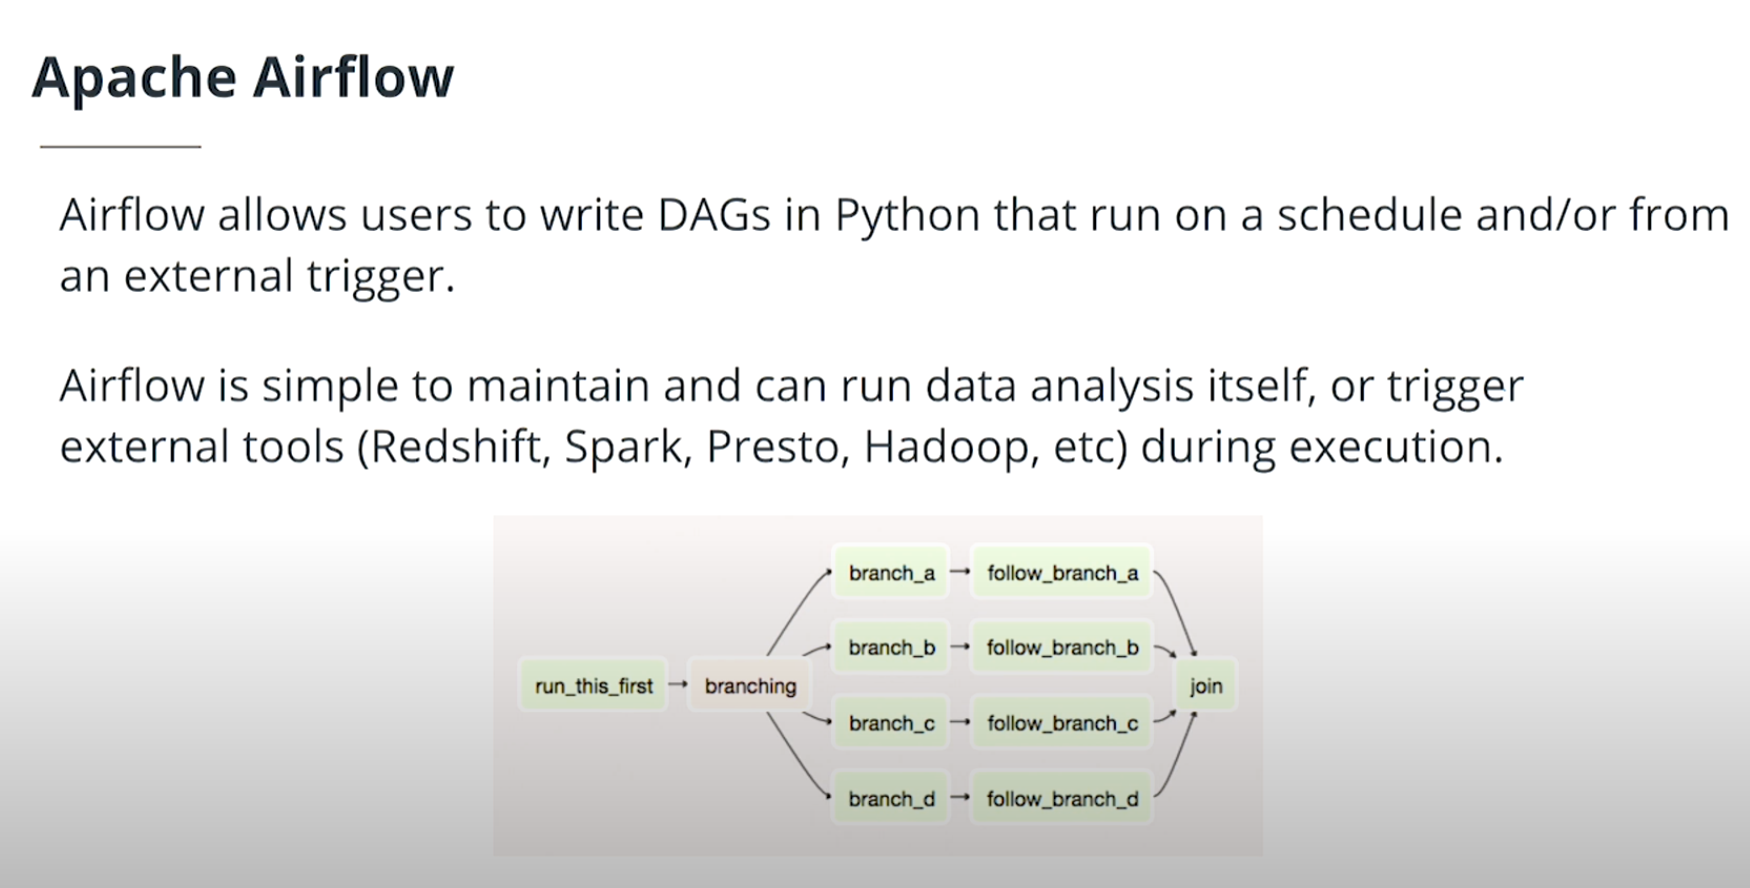 Apache Airflow
Airflow allows users to write DAGs in Python that run on a schedule and/or from
an external trigger.
Airflow is simple to maintain and can run data analysis itself, or trigger
external tools (Redshift, Spark, Presto, Hadoop, etc) during execution.
branch_a
follow_branch_a
branch_b
follow_branch_b
run_this_first
branching
join
branch_c
follow_branch_c
branch_d
follow_branch_d